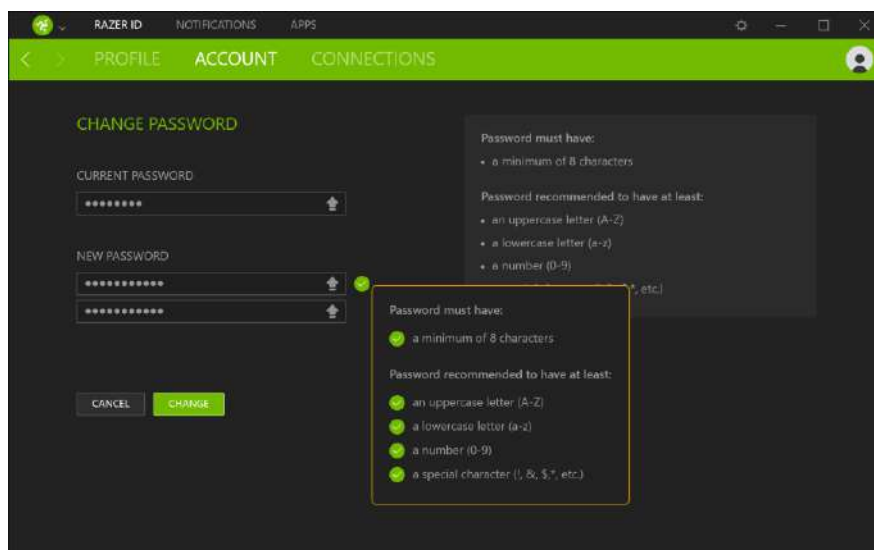 RAZER ID NOTIFICATIONS APPS
PROFILE ACCOUNT CONNECTIONS
CHANGE PASSWORD
CURRENT PASSWORD
••••••••
NEW PASSWORD
•••••••••••
•••••••••••
CANCEL CHANGE
Password must have:
• a minimum of 8 characters
Password recommended to have at least:
• an uppercase letter (A-Z)
• a lowercase letter (a-z)
• a number (0-9)
etc.)
Password must have:
a minimum of 8 characters
Password recommended to have at least:
an uppercase letter (A-Z)
a lowercase letter (a-z)
a number (0-9)
a special character (!, &, $,*, etc.)